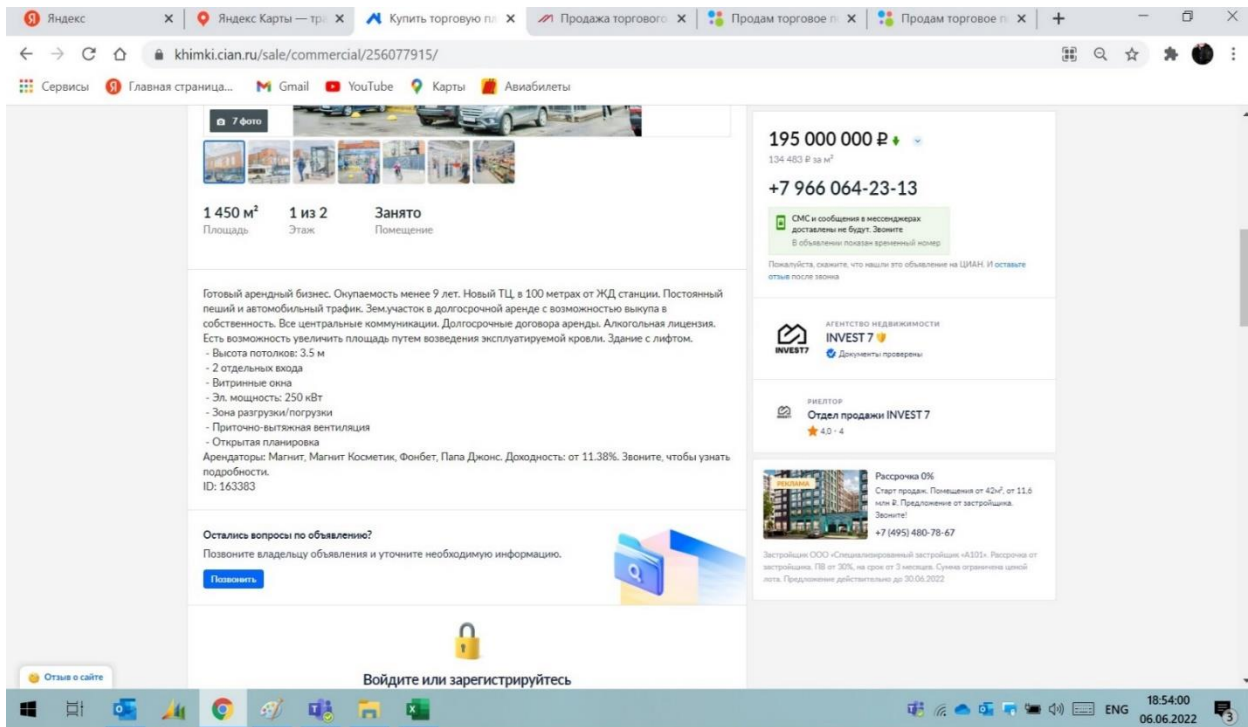 Яндекс
Яндекс Карты — тра
Купить торговую пл
Продажа торгового
Продам торговое п
Продам торговое п
khimki.cian.ru/sale/commercial/256077915/
Сервисы
Главная страница...
Gmail
YouTube
Карты
Авиабилеты
7 фото
1 450 м² 1 из 2 Занято
Площадь Этаж Помещение
Готовый арендный бизнес. Окупаемость менее 9 лет. Новый ТЦ, в 100 метрах от ЖД станции. Постоянный
пеший и автомобильный трафик. Зем.участок в долгосрочной аренде с возможностью выкупа в
собственность. Все центральные коммуникации. Долгосрочные договора аренды. Алкогольная лицензия.
Есть возможность увеличить площадь путем возведения эксплуатируемой кровли. Здание с лифтом.
- Высота потолков: 3.5 м
- 2 отдельных входа
- Витринные окна
- Эл. мощность: 250 кВт
- Зона разгрузки/погрузки
- Приточно-вытяжная вентиляция
- Открытая планировка
Арендаторы: Магнит, Магнит Косметик, Фонбет, Папа Джонс. Доходность: от 11.38%. Звоните, чтобы узнать
подробности.
ID: 163383
Остались вопросы по объявлению?
Позвоните владельцу объявления и уточните необходимую информацию.
Позвонить
Войдите или зарегистрируйтесь
195 000 000 ₽
134 483 ₽ за м²
+7 966 064-23-13
СМС и сообщения в мессенджерах
доставлены не будут. Звоните
В объявлении показан временный номер
Пожалуйста, скажите, что нашли это объявление на ЦИАН. И оставьте
отзыв после звонка
INVEST7
АГЕНТСТВО НЕДВИЖИМОСТИ
INVEST 7
Документы проверены
РИЕЛТОР
Отдел продажи INVEST 7
4,0 - 4
РЕКЛАМА
Рассрочка 0%
Старт продаж. Помещения от 42м², от 11,6
млн ₽. Предложение от застройщика.
Звоните!
+7 (495) 480-78-67
Застройщик ООО «Специализированный застройщик «А101». Рассрочка от
застройщика. ПВ от 30%, на срок от 3 месяцев. Сумма ограничена ценой
лота. Предложение действительно до 30.06.2022
Отзыв о сайте
ENG
18:54:00
06.06.2022
3